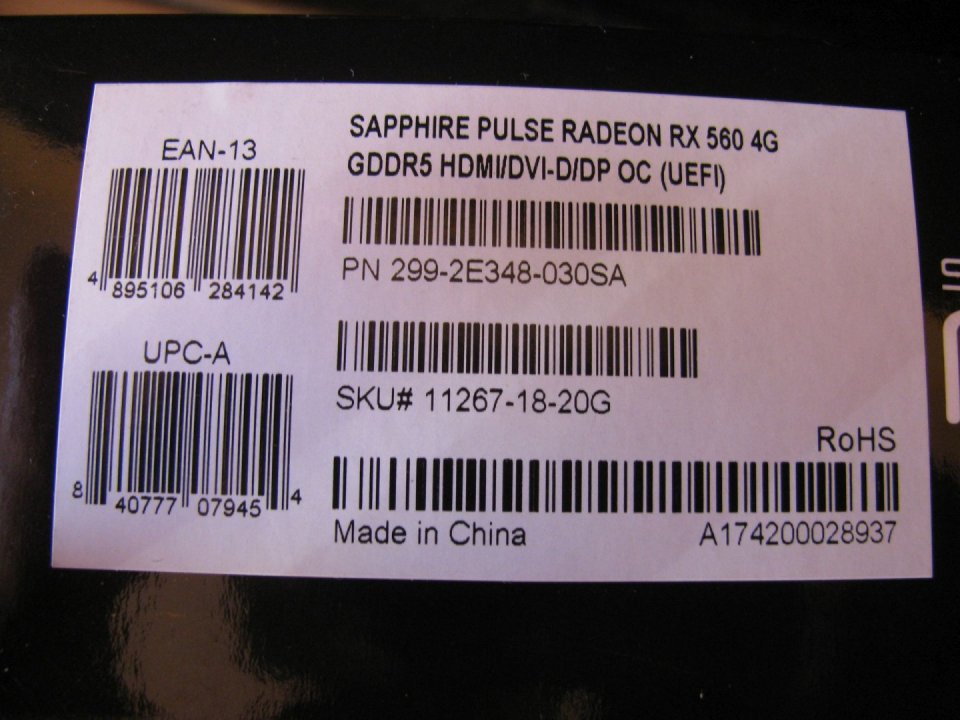 EAN-13
4 895106 284142
UPC-A
8 40777 07945 4
SAPPHIRE PULSE RADEON RX 560 4G
GDDR5 HDMI/DVI-D/DP OC (UEFI)
PN 299-2E348-030SA
SKU# 11267-18-20G
RoHS
Made in China A174200028937